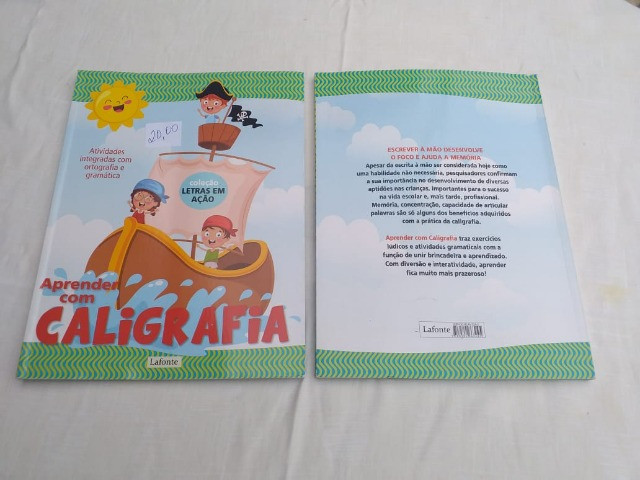 20,00
Atividades
integradas com
ortografia e
gramática
coleção
LETRAS EM
AÇÃO
Aprender
com
CALIGRAFIA
Lafonte
ESCREVER À MÃO DESENVOLVE
O FOCO E AJUDA A MEMÓRIA
Apesar da escrita à mão ser considerada hoje como
uma habilidade não necessária, pesquisadores confirmam
a sua importância no desenvolvimento de diversas
aptidões nas crianças, importantes para o sucesso
na vida escolar e, mais tarde, profissional.
Memória, concentração, capacidade de articular
palavras são só alguns dos benefícios adquiridos
com a prática da caligrafia.
Aprender com Caligrafia traz exercícios
lúdicos e atividades gramaticais com a
função de unir brincadeira e aprendizado.
Com diversão e interatividade, aprender
fica muito mais prazeroso!
Lafonte